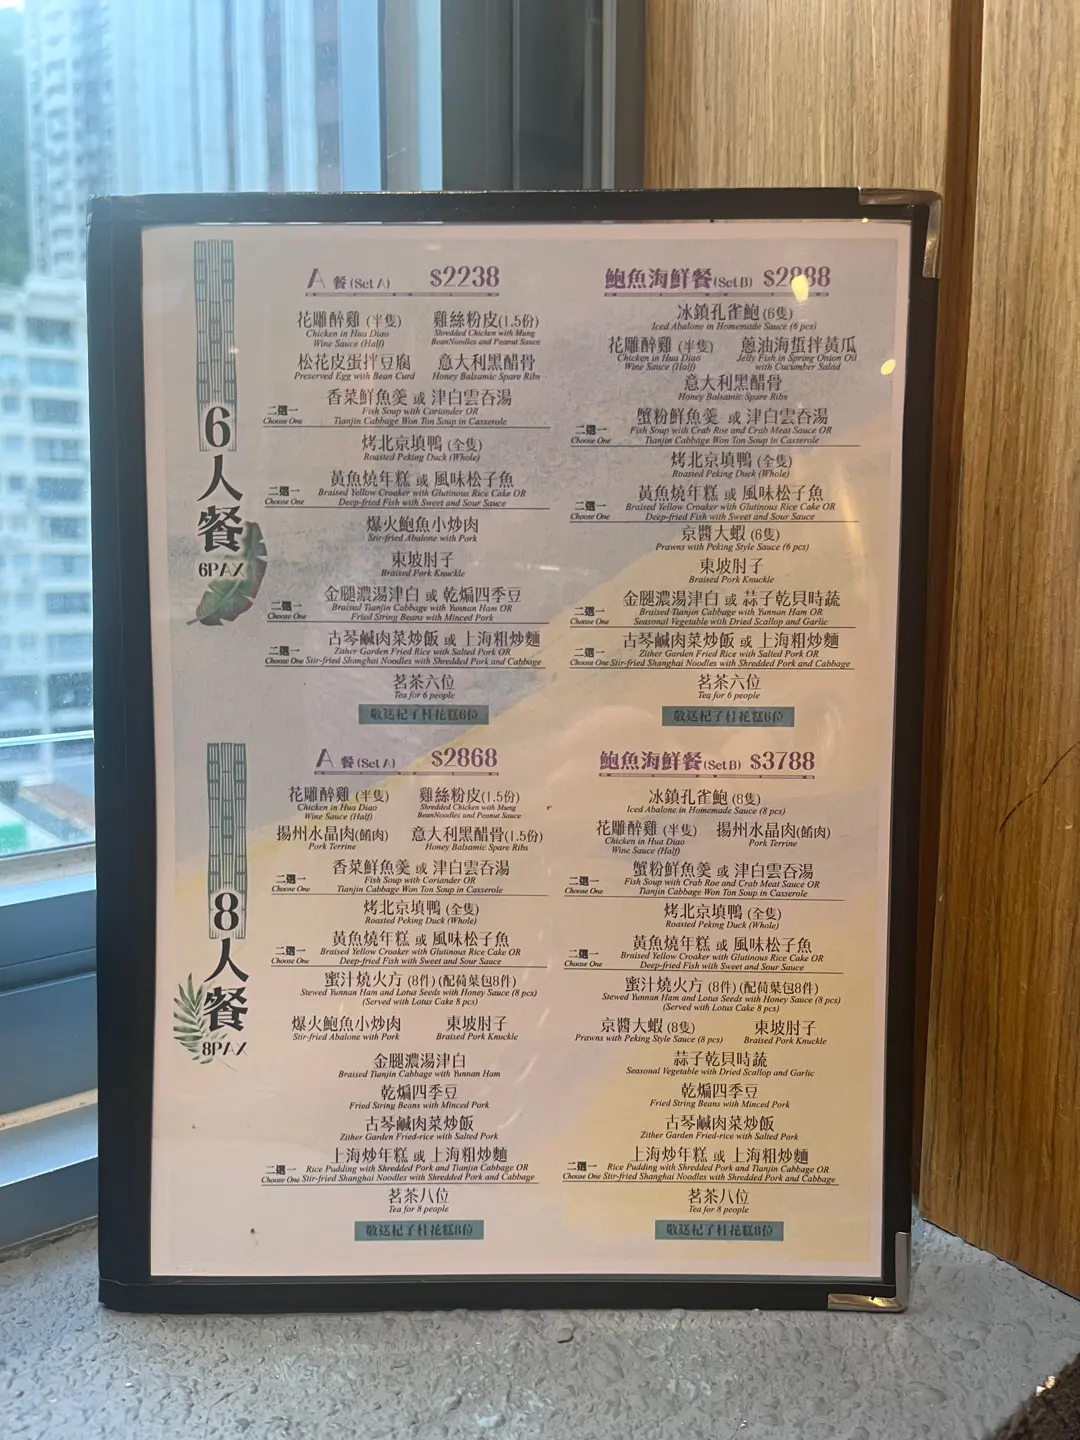 6
人
餐
6PAX
A 餐 (Set A) $2238
花雕醉雞 (半隻) 雞絲粉皮(1.5份)
Chicken in Hua Diao Shredded Chicken with Mung
Wine Sauce (Half) BeanNoodles and Peanut Sauce
松花皮蛋拌豆腐 意大利黑醋骨
Preserved Egg with Bean Curd Honey Balsamic Spare Ribs
香菜鮮魚羹 或 津白雲吞湯
二選一 Fish Soup with Coriander OR
Choose One Tianjin Cabbage Won Ton Soup in Casserole
烤北京填鴨 (全隻)
Roasted Peking Duck (Whole)
黃魚燒年糕 或 風味松子魚
二選一 Braised Yellow Croaker with Glutinous Rice Cake OR
Choose One Deep-fried Fish with Sweet and Sour Sauce
爆火鮑魚小炒肉
Stir-fried Abalone with Pork
東坡肘子
Braised Pork Knuckle
金腿濃湯津白 或 乾煸四季豆
二選一 Braised Tianjin Cabbage with Yunnan Ham OR
Choose One Fried String Beans with Minced Pork
古琴鹹肉菜炒飯 或 上海粗炒麵
二選一 Zither Garden Fried Rice with Salted Pork OR
Choose One Stir-fried Shanghai Noodles with Shredded Pork and Cabbage
茗茶六位
Tea for 6 people
敬送杞子桂花糕6位
鮑魚海鮮餐(Set B) $2888
冰鎮孔雀鮑 (6隻)
Iced Abalone in Homemade Sauce (6 pcs)
花雕醉雞 (半隻) 蔥油海蜇拌黃瓜
Chicken in Hua Diao Jelly Fish in Spring Onion Oil
Wine Sauce (Half) with Cucumber Salad
意大利黑醋骨
Honey Balsamic Spare Ribs
蟹粉鮮魚羹 或 津白雲吞湯
二選一 Fish Soup with Crab Roe and Crab Meat Sauce OR
Choose One Tianjin Cabbage Won Ton Soup in Casserole
烤北京填鴨 (全隻)
Roasted Peking Duck (Whole)
黃魚燒年糕 或 風味松子魚
二選一 Braised Yellow Croaker with Glutinous Rice Cake OR
Choose One Deep-fried Fish with Sweet and Sour Sauce
京醬大蝦 (6隻)
Prawns with Peking Style Sauce (6 pcs)
東坡肘子
Braised Pork Knuckle
金腿濃湯津白 或 蒜子乾貝時蔬
二選一 Braised Tianjin Cabbage with Yunnan Ham OR
Choose One Seasonal Vegetable with Dried Scallop and Garlic
古琴鹹肉菜炒飯 或 上海粗炒麵
二選一 Zither Garden Fried Rice with Salted Pork OR
Choose One Stir-fried Shanghai Noodles with Shredded Pork and Cabbage
茗茶六位
Tea for 6 people
敬送杞子桂花糕6位
8
人
餐
8PAX
A 餐 (Set A) $2868
花雕醉雞 (半隻) 雞絲粉皮(1.5份)
Chicken in Hua Diao Shredded Chicken with Mung
Wine Sauce (Half) BeanNoodles and Peanut Sauce
揚州水晶肉(餚肉) 意大利黑醋骨(1.5份)
Pork Terrine Honey Balsamic Spare Ribs
香菜鮮魚羹 或 津白雲吞湯
二選一 Fish Soup with Coriander OR
Choose One Tianjin Cabbage Won Ton Soup in Casserole
烤北京填鴨 (全隻)
Roasted Peking Duck (Whole)
黃魚燒年糕 或 風味松子魚
二選一 Braised Yellow Croaker with Glutinous Rice Cake OR
Choose One Deep-fried Fish with Sweet and Sour Sauce
蜜汁燒火方 (8件) (配荷葉包8件)
Stewed Yunnan Ham and Lotus Seeds with Honey Sauce (8 pcs)
(Served with Lotus Cake 8 pcs)
爆火鮑魚小炒肉 東坡肘子
Stir-fried Abalone with Pork Braised Pork Knuckle
金腿濃湯津白
Braised Tianjin Cabbage with Yunnan Ham
乾煸四季豆
Fried String Beans with Minced Pork
古琴鹹肉菜炒飯
Zither Garden Fried-rice with Salted Pork
上海炒年糕 或 上海粗炒麵
二選一 Rice Pudding with Shredded Pork and Tianjin Cabbage OR
Choose One Stir-fried Shanghai Noodles with Shredded Pork and Cabbage
茗茶八位
Tea for 8 people
敬送杞子桂花糕8位
鮑魚海鮮餐(Set B) $3788
冰鎮孔雀鮑 (8隻)
Iced Abalone in Homemade Sauce (8 pcs)
花雕醉雞 (半隻) 揚州水晶肉(餚肉)
Chicken in Hua Diao Pork Terrine
Wine Sauce (Half)
蟹粉鮮魚羹 或 津白雲吞湯
二選一 Fish Soup with Crab Roe and Crab Meat Sauce OR
Choose One Tianjin Cabbage Won Ton Soup in Casserole
烤北京填鴨 (全隻)
Roasted Peking Duck (Whole)
黃魚燒年糕 或 風味松子魚
二選一 Braised Yellow Croaker with Glutinous Rice Cake OR
Choose One Deep-fried Fish with Sweet and Sour Sauce
蜜汁燒火方 (8件) (配荷葉包8件)
Stewed Yunnan Ham and Lotus Seeds with Honey Sauce (8 pcs)
(Served with Lotus Cake 8 pcs)
京醬大蝦 (8隻) 東坡肘子
Prawns with Peking Style Sauce (8 pcs) Braised Pork Knuckle
蒜子乾貝時蔬
Seasonal Vegetable with Dried Scallop and Garlic
乾煸四季豆
Fried String Beans with Minced Pork
古琴鹹肉菜炒飯
Zither Garden Fried-rice with Salted Pork
上海炒年糕 或 上海粗炒麵
二選一 Rice Pudding with Shredded Pork and Tianjin Cabbage OR
Choose One Stir-fried Shanghai Noodles with Shredded Pork and Cabbage
茗茶八位
Tea for 8 people
敬送杞子桂花糕8位